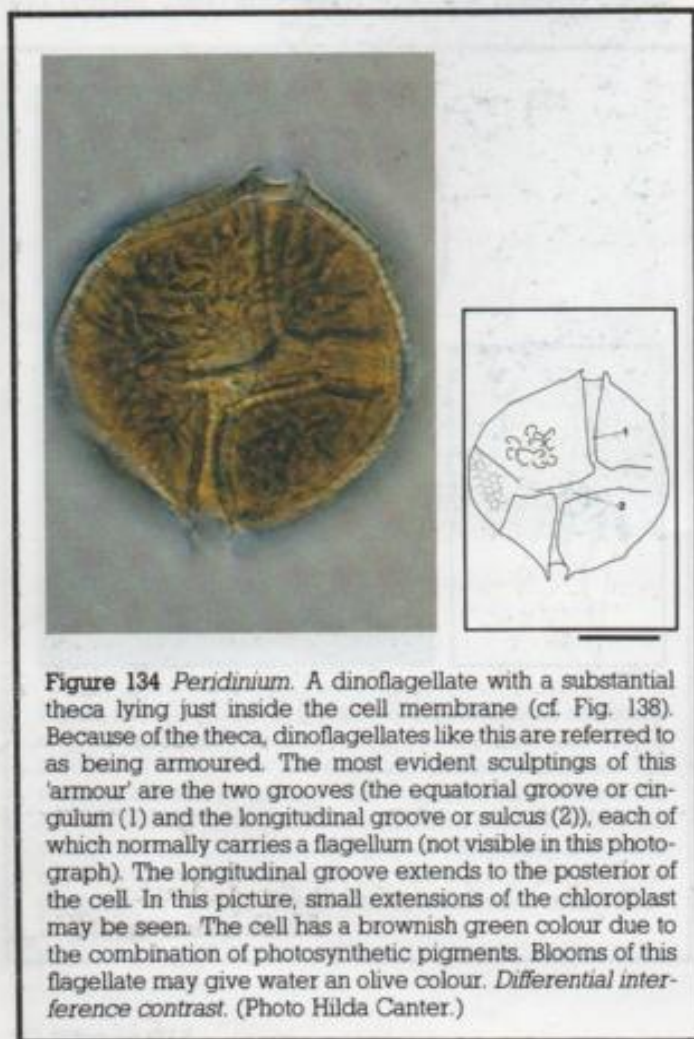 1
2
Figure 134 Peridinium. A dinoflagellate with a substantial
theca lying just inside the cell membrane (cf. Fig. 138).
Because of the theca, dinoflagellates like this are referred to
as being armoured. The most evident sculptings of this
'armour' are the two grooves (the equatorial groove or cin-
gulum (1) and the longitudinal groove or sulcus (2)), each of
which normally carries a flagellum (not visible in this photo-
graph). The longitudinal groove extends to the posterior of
the cell. In this picture, small extensions of the chloroplast
may be seen. The cell has a brownish green colour due to
the combination of photosynthetic pigments. Blooms of this
flagellate may give water an olive colour. Differential inter-
ference contrast. (Photo Hilda Canter.)